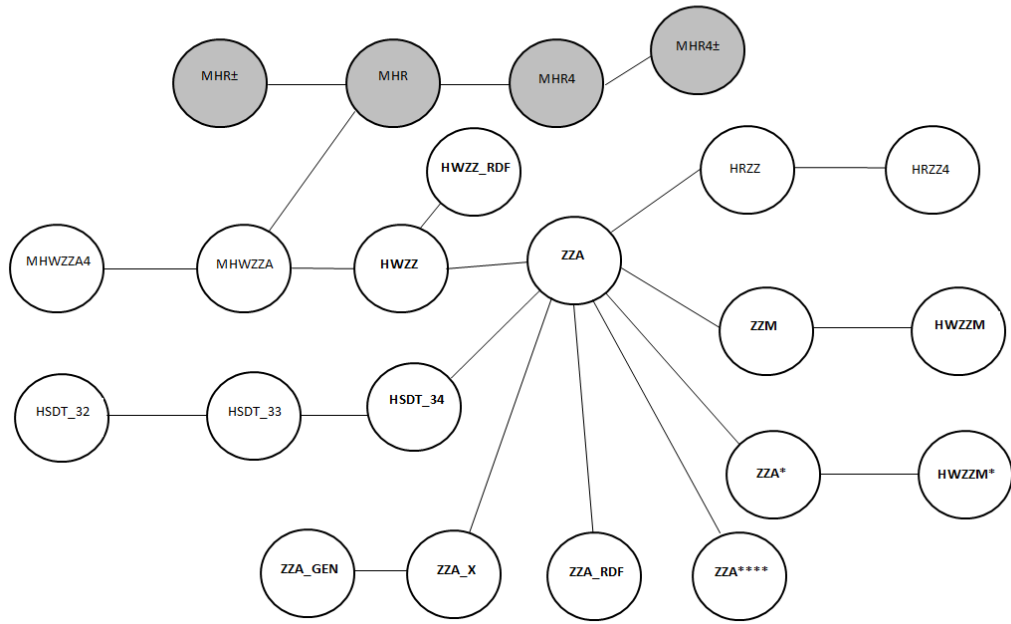 MHR±
MHR
MHR4
MHR4±
HWZZ_RDF
HRZZ
HRZZ4
MHWZZA4
MHWZZA
HWZZ
ZZA
ZZM
HWZZM
HSDT_32
HSDT_33
HSDT_34
ZZA*
HWZZM*
ZZA_GEN
ZZA_X
ZZA_RDF
ZZA****